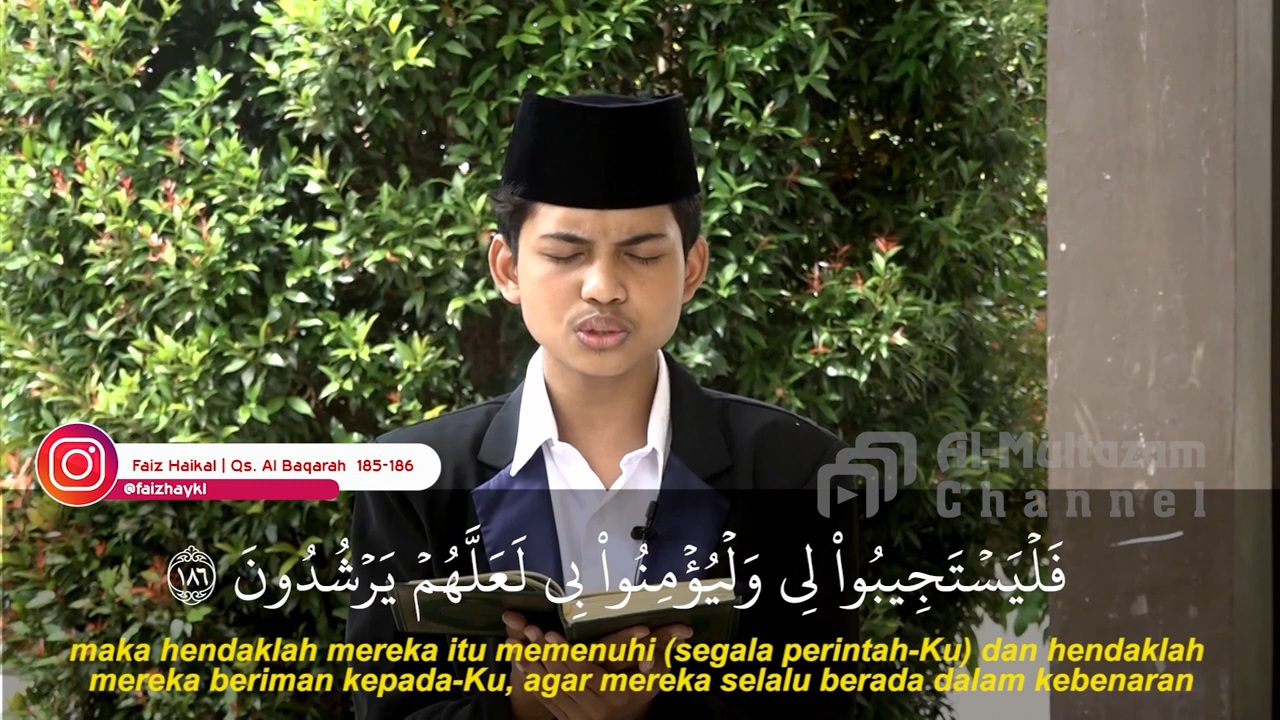 Faiz Haikal | Qs. Al Baqarah 185-186
@faizhaykl
Al-Multazam
Channel
فَلْيَسْتَجِيبُوا۟ لِى وَلْيُؤْمِنُوا۟ بِى لَعَلَّهُمْ يَرْشُدُونَ ١٨٦
maka hendaklah mereka itu memenuhi (segala perintah-Ku) dan hendaklah
mereka beriman kepada-Ku, agar mereka selalu berada dalam kebenaran